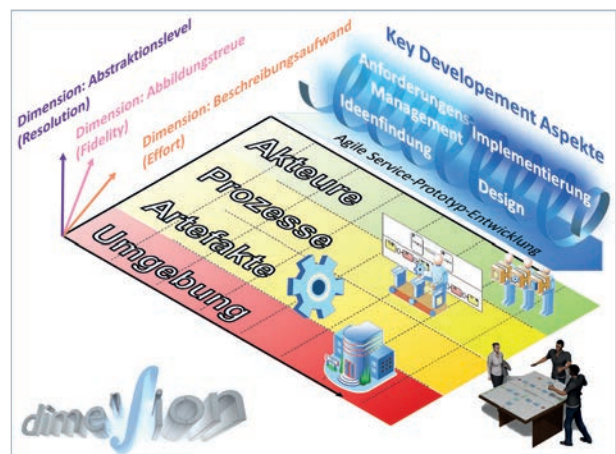 Dimension: Abstraktionslevel
(Resolution)
Dimension: Abbildungstreue
(Fidelity)
Dimension: Beschreibungsaufwand
(Effort)
Key Developement Aspekte
Anforderungens-
Management
Ideenfindung
Implementierung
Design
Agile Service-Prototyp-Entwicklung
Akteure
Prozesse
Artefakte
Umgebung
dimenSion